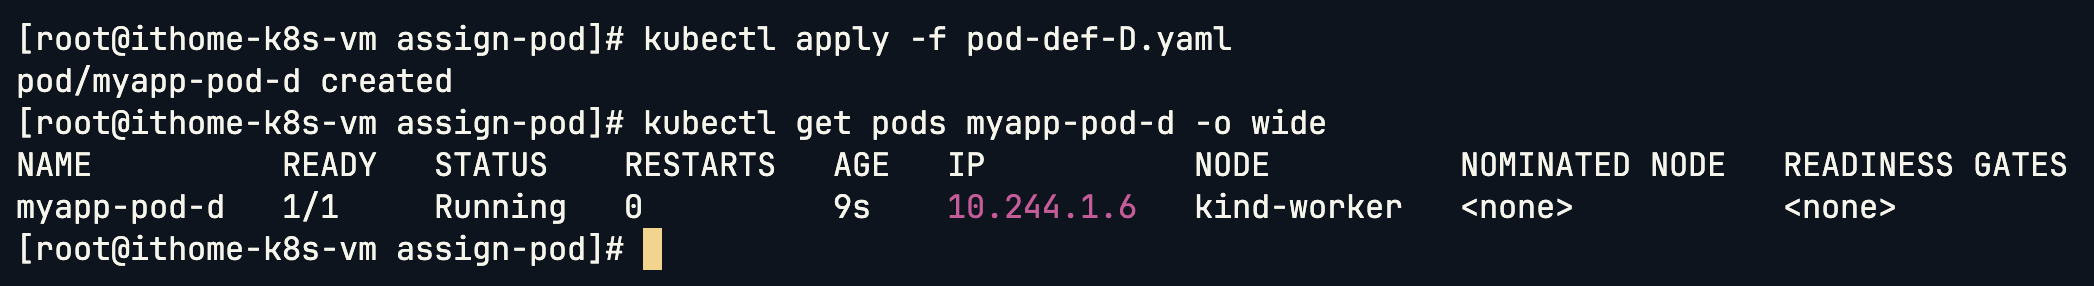 [root@ithome-k8s-vm assign-pod]# kubectl apply -f pod-def-D.yaml
pod/myapp-pod-d created
[root@ithome-k8s-vm assign-pod]# kubectl get pods myapp-pod-d -o wide
NAME          READY   STATUS    RESTARTS   AGE   IP           NODE          NOMINATED NODE   READINESS GATES
myapp-pod-d   1/1     Running   0          9s    10.244.1.6   kind-worker   <none>           <none>
[root@ithome-k8s-vm assign-pod]#